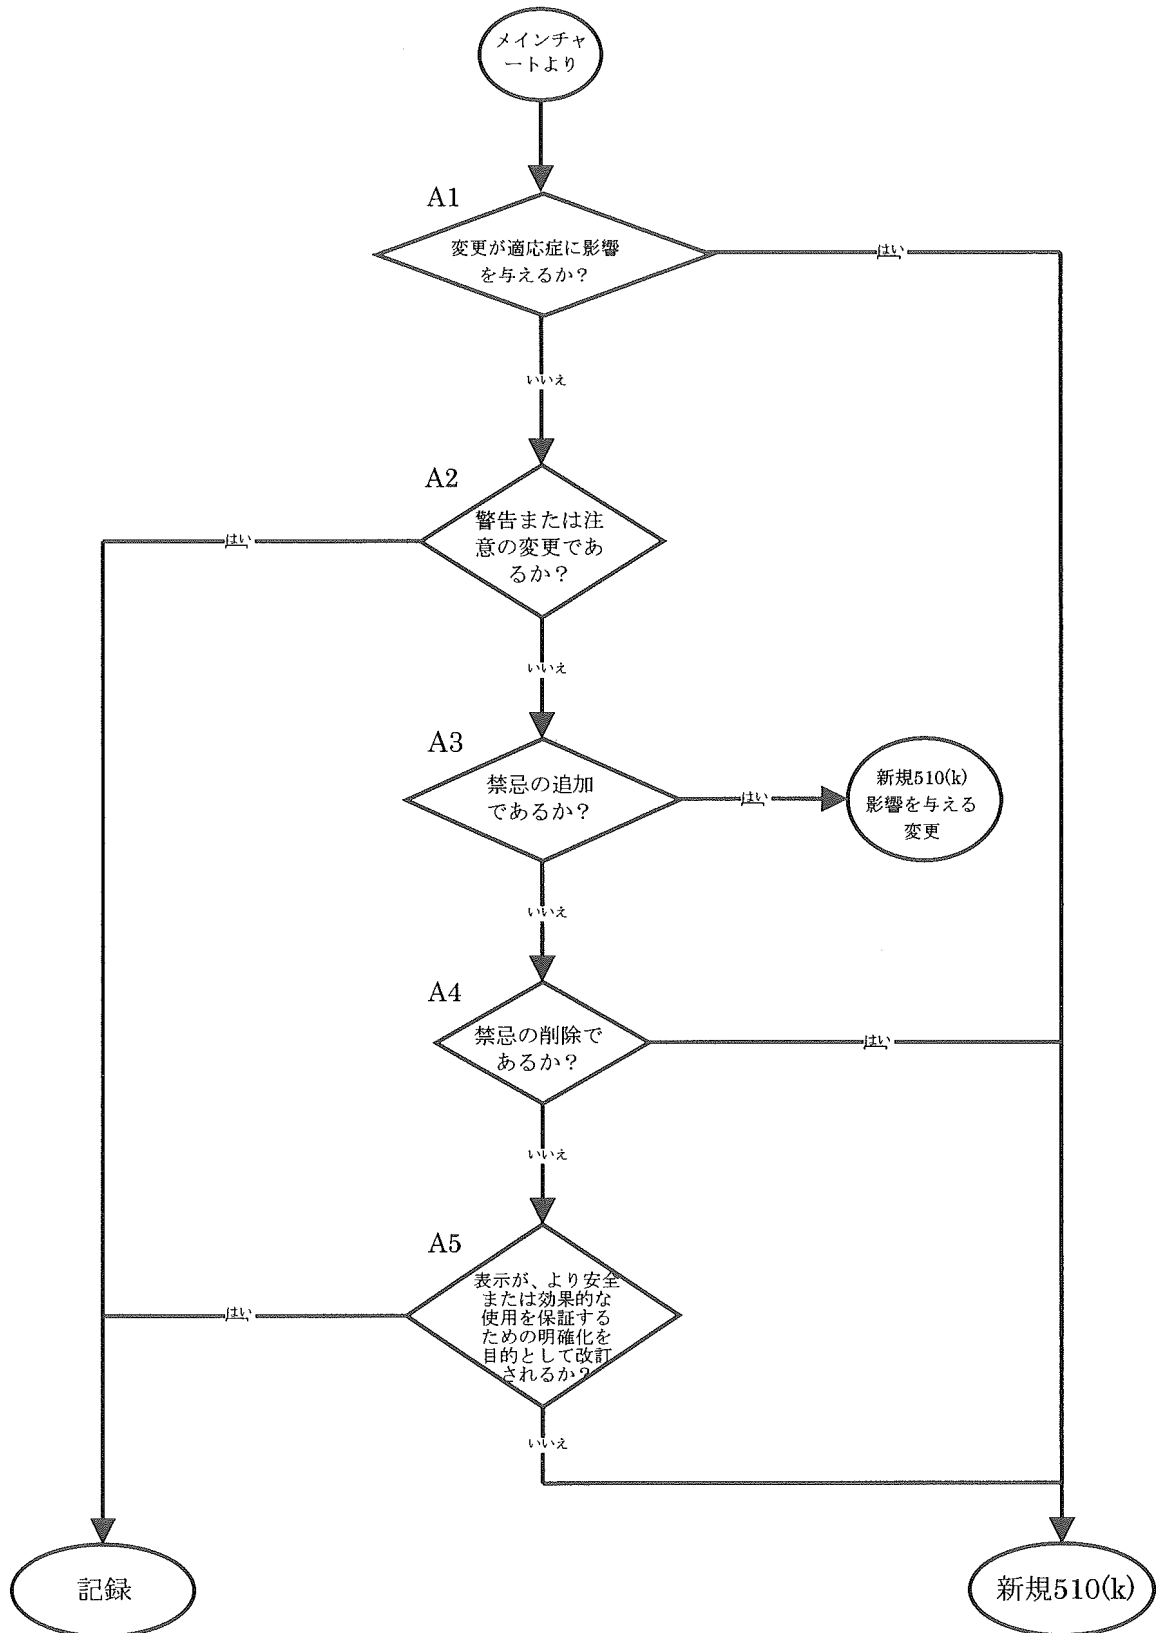 メインチャ
ートより
A1
変更が適応症に影響
を与えるか？
はい
いいえ
A2
警告または注
意の変更であ
るか？
はい
いいえ
A3
禁忌の追加
であるか？
はい
新規510(k)
影響を与える
変更
いいえ
A4
禁忌の削除で
あるか？
はい
いいえ
A5
表示が、より安全
または効果的な
使用を保証する
ための明確化を
目的として改訂
されるか？
はい
いいえ
記録
新規510(k)